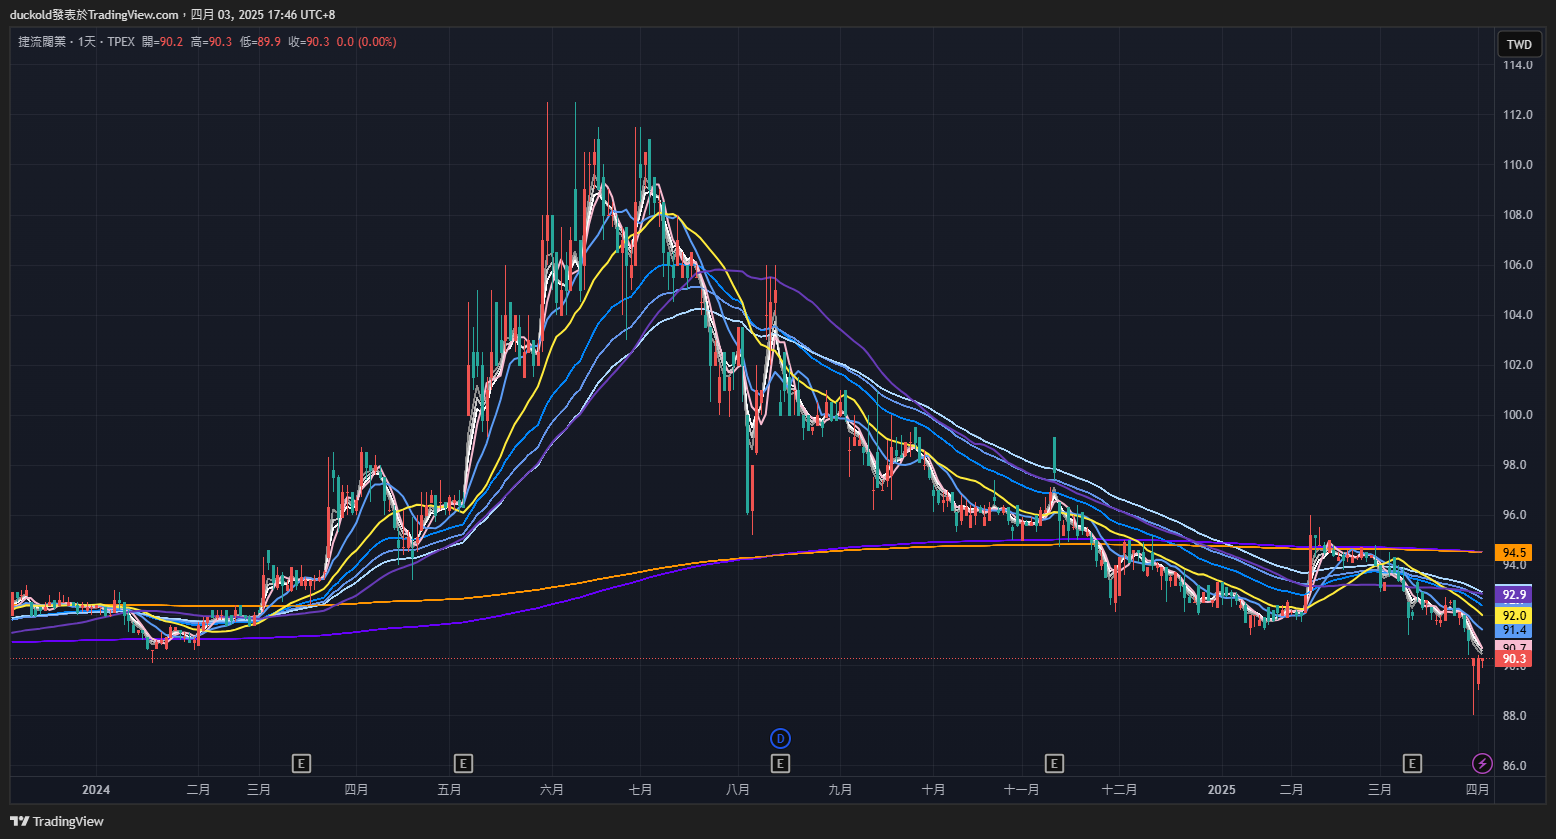 duckold發表於TradingView.com，四月 03, 2025 17:46 UTC+8
捷流閥業 · 1天 · TPEX 開=90.2 高=90.3 低=89.9 收=90.3 0.0 (0.00%)
TWD
114.0
112.0
110.0
108.0
106.0
104.0
102.0
100.0
98.0
96.0
94.5
94.0
92.9
92.0
91.4
90.7
90.3
90.0
88.0
D
E E E E E
86.0
2024 二月 三月 四月 五月 六月 七月 八月 九月 十月 十一月 十二月 2025 二月 三月 四月
TradingView